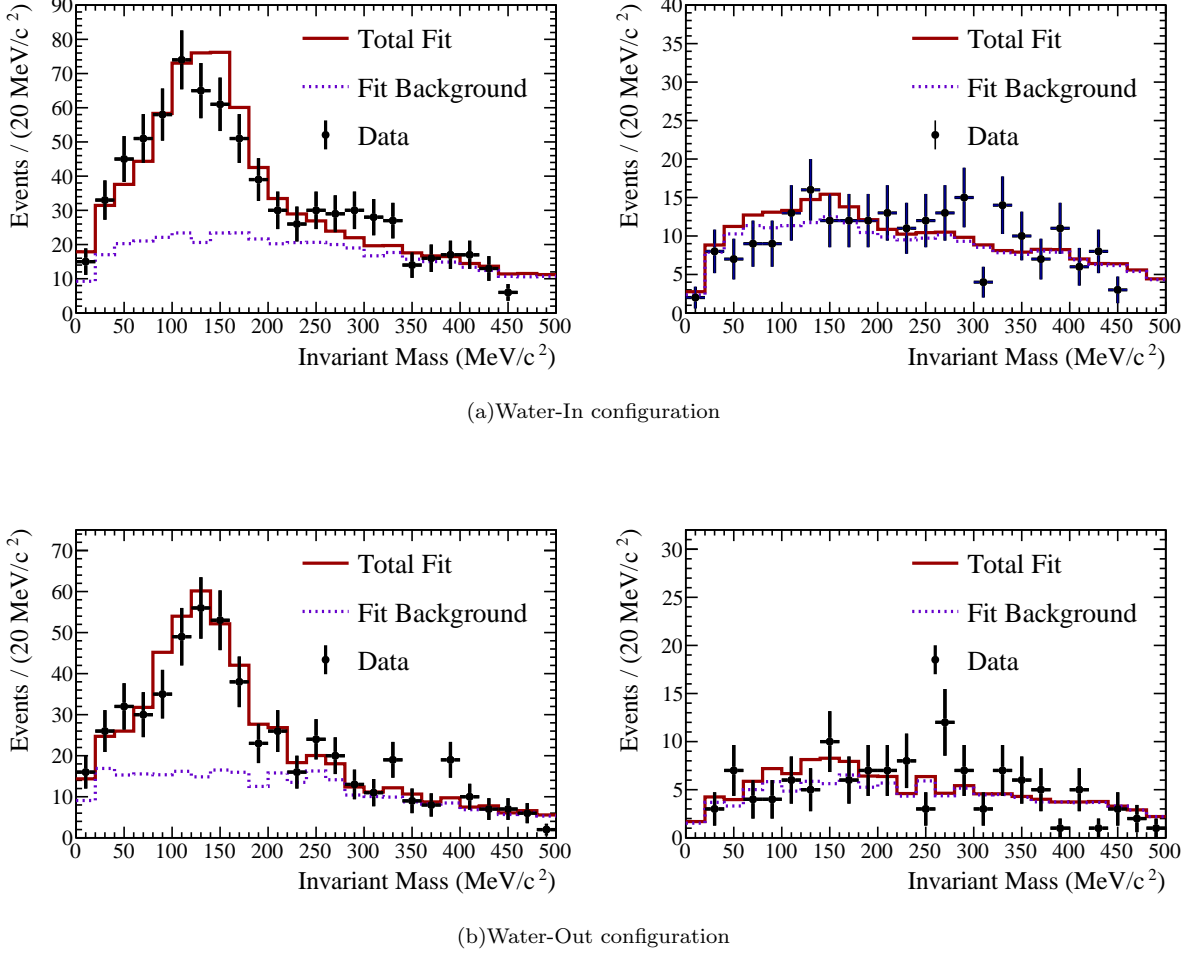 Events / (20 MeV/c²)
90
80
70
60
50
40
30
20
10
0
Total Fit
Fit Background
Data
0 50 100 150 200 250 300 350 400 450 500
Invariant Mass (MeV/c²)
Events / (20 MeV/c²)
40
35
30
25
20
15
10
5
0
Total Fit
Fit Background
Data
0 50 100 150 200 250 300 350 400 450 500
Invariant Mass (MeV/c²)
(a)Water-In configuration
Events / (20 MeV/c²)
70
60
50
40
30
20
10
0
Total Fit
Fit Background
Data
0 50 100 150 200 250 300 350 400 450 500
Invariant Mass (MeV/c²)
Events / (20 MeV/c²)
30
25
20
15
10
5
0
Total Fit
Fit Background
Data
0 50 100 150 200 250 300 350 400 450 500
Invariant Mass (MeV/c²)
(b)Water-Out configuration